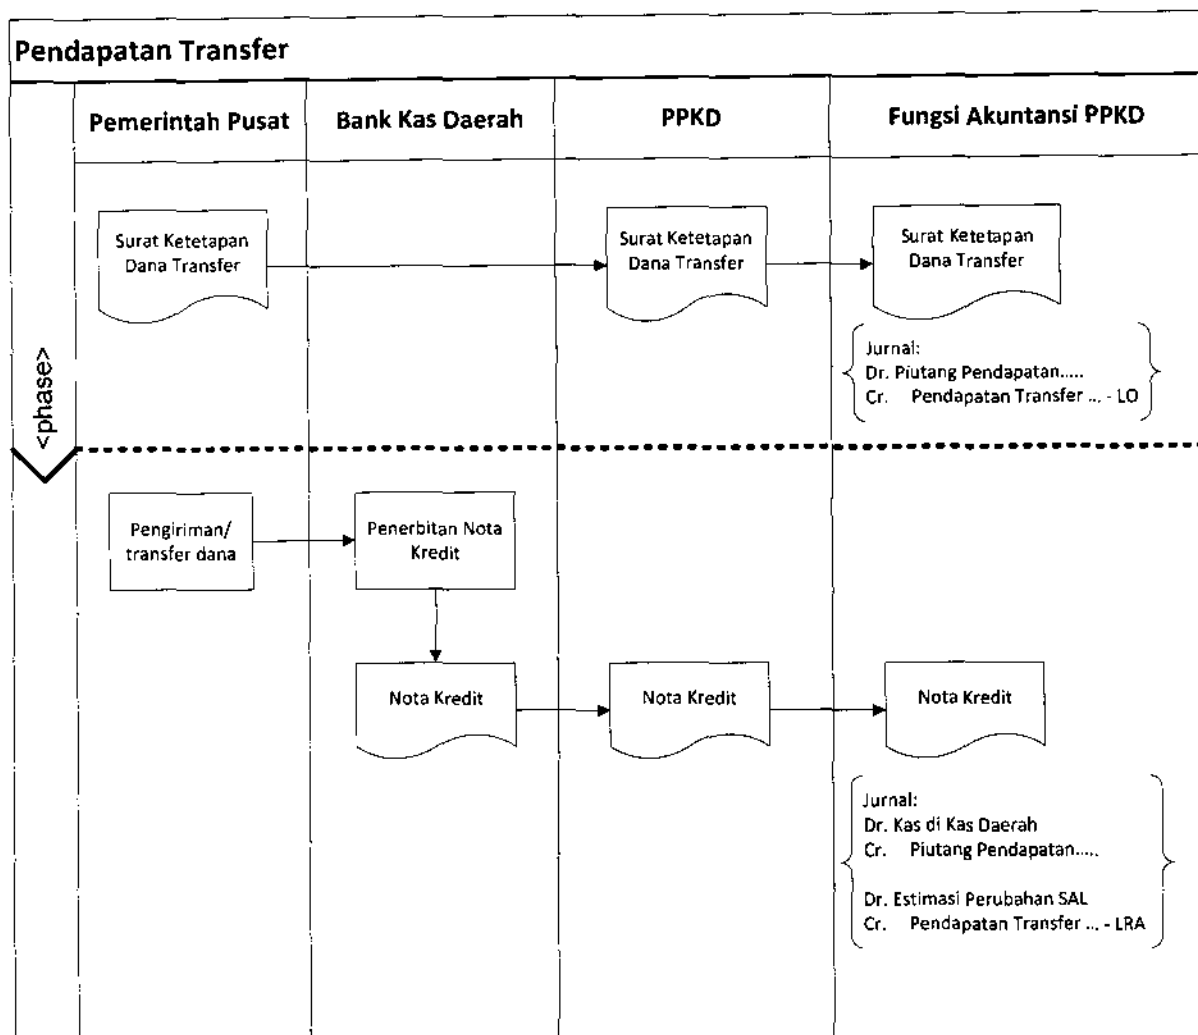 Pendapatan Transfer
Pemerintah Pusat
Bank Kas Daerah
PPKD
Fungsi Akuntansi PPKD
<phase>
Surat Ketetapan
Dana Transfer
Surat Ketetapan
Dana Transfer
Surat Ketetapan
Dana Transfer
Jurnal:
Dr. Piutang Pendapatan.....
Cr. Pendapatan Transfer ... - LO
Pengiriman/
transfer dana
Penerbitan Nota
Kredit
Nota Kredit
Nota Kredit
Nota Kredit
Jurnal:
Dr. Kas di Kas Daerah
Cr. Piutang Pendapatan.....
Dr. Estimasi Perubahan SAL
Cr. Pendapatan Transfer ... - LRA